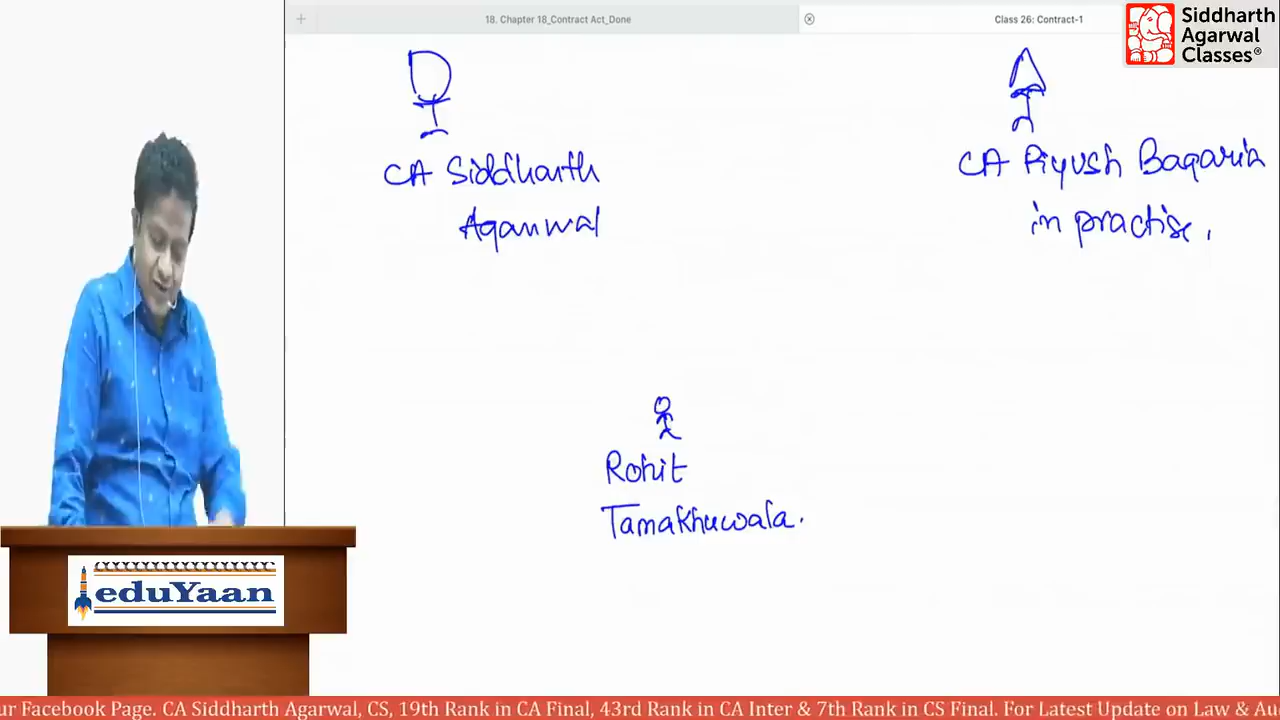 18. Chapter 18_Contract Act_Done
Class 26: Contract-1
Siddharth
Agarwal
Classes®
CA Siddharth
Agarwal
CA Piyush Bagaria
in practise.
Rohit
Tamakhuwala.
eduYaan
ur Facebook Page. CA Siddharth Agarwal, CS, 19th Rank in CA Final, 43rd Rank in CA Inter & 7th Rank in CS Final. For Latest Update on Law & Au